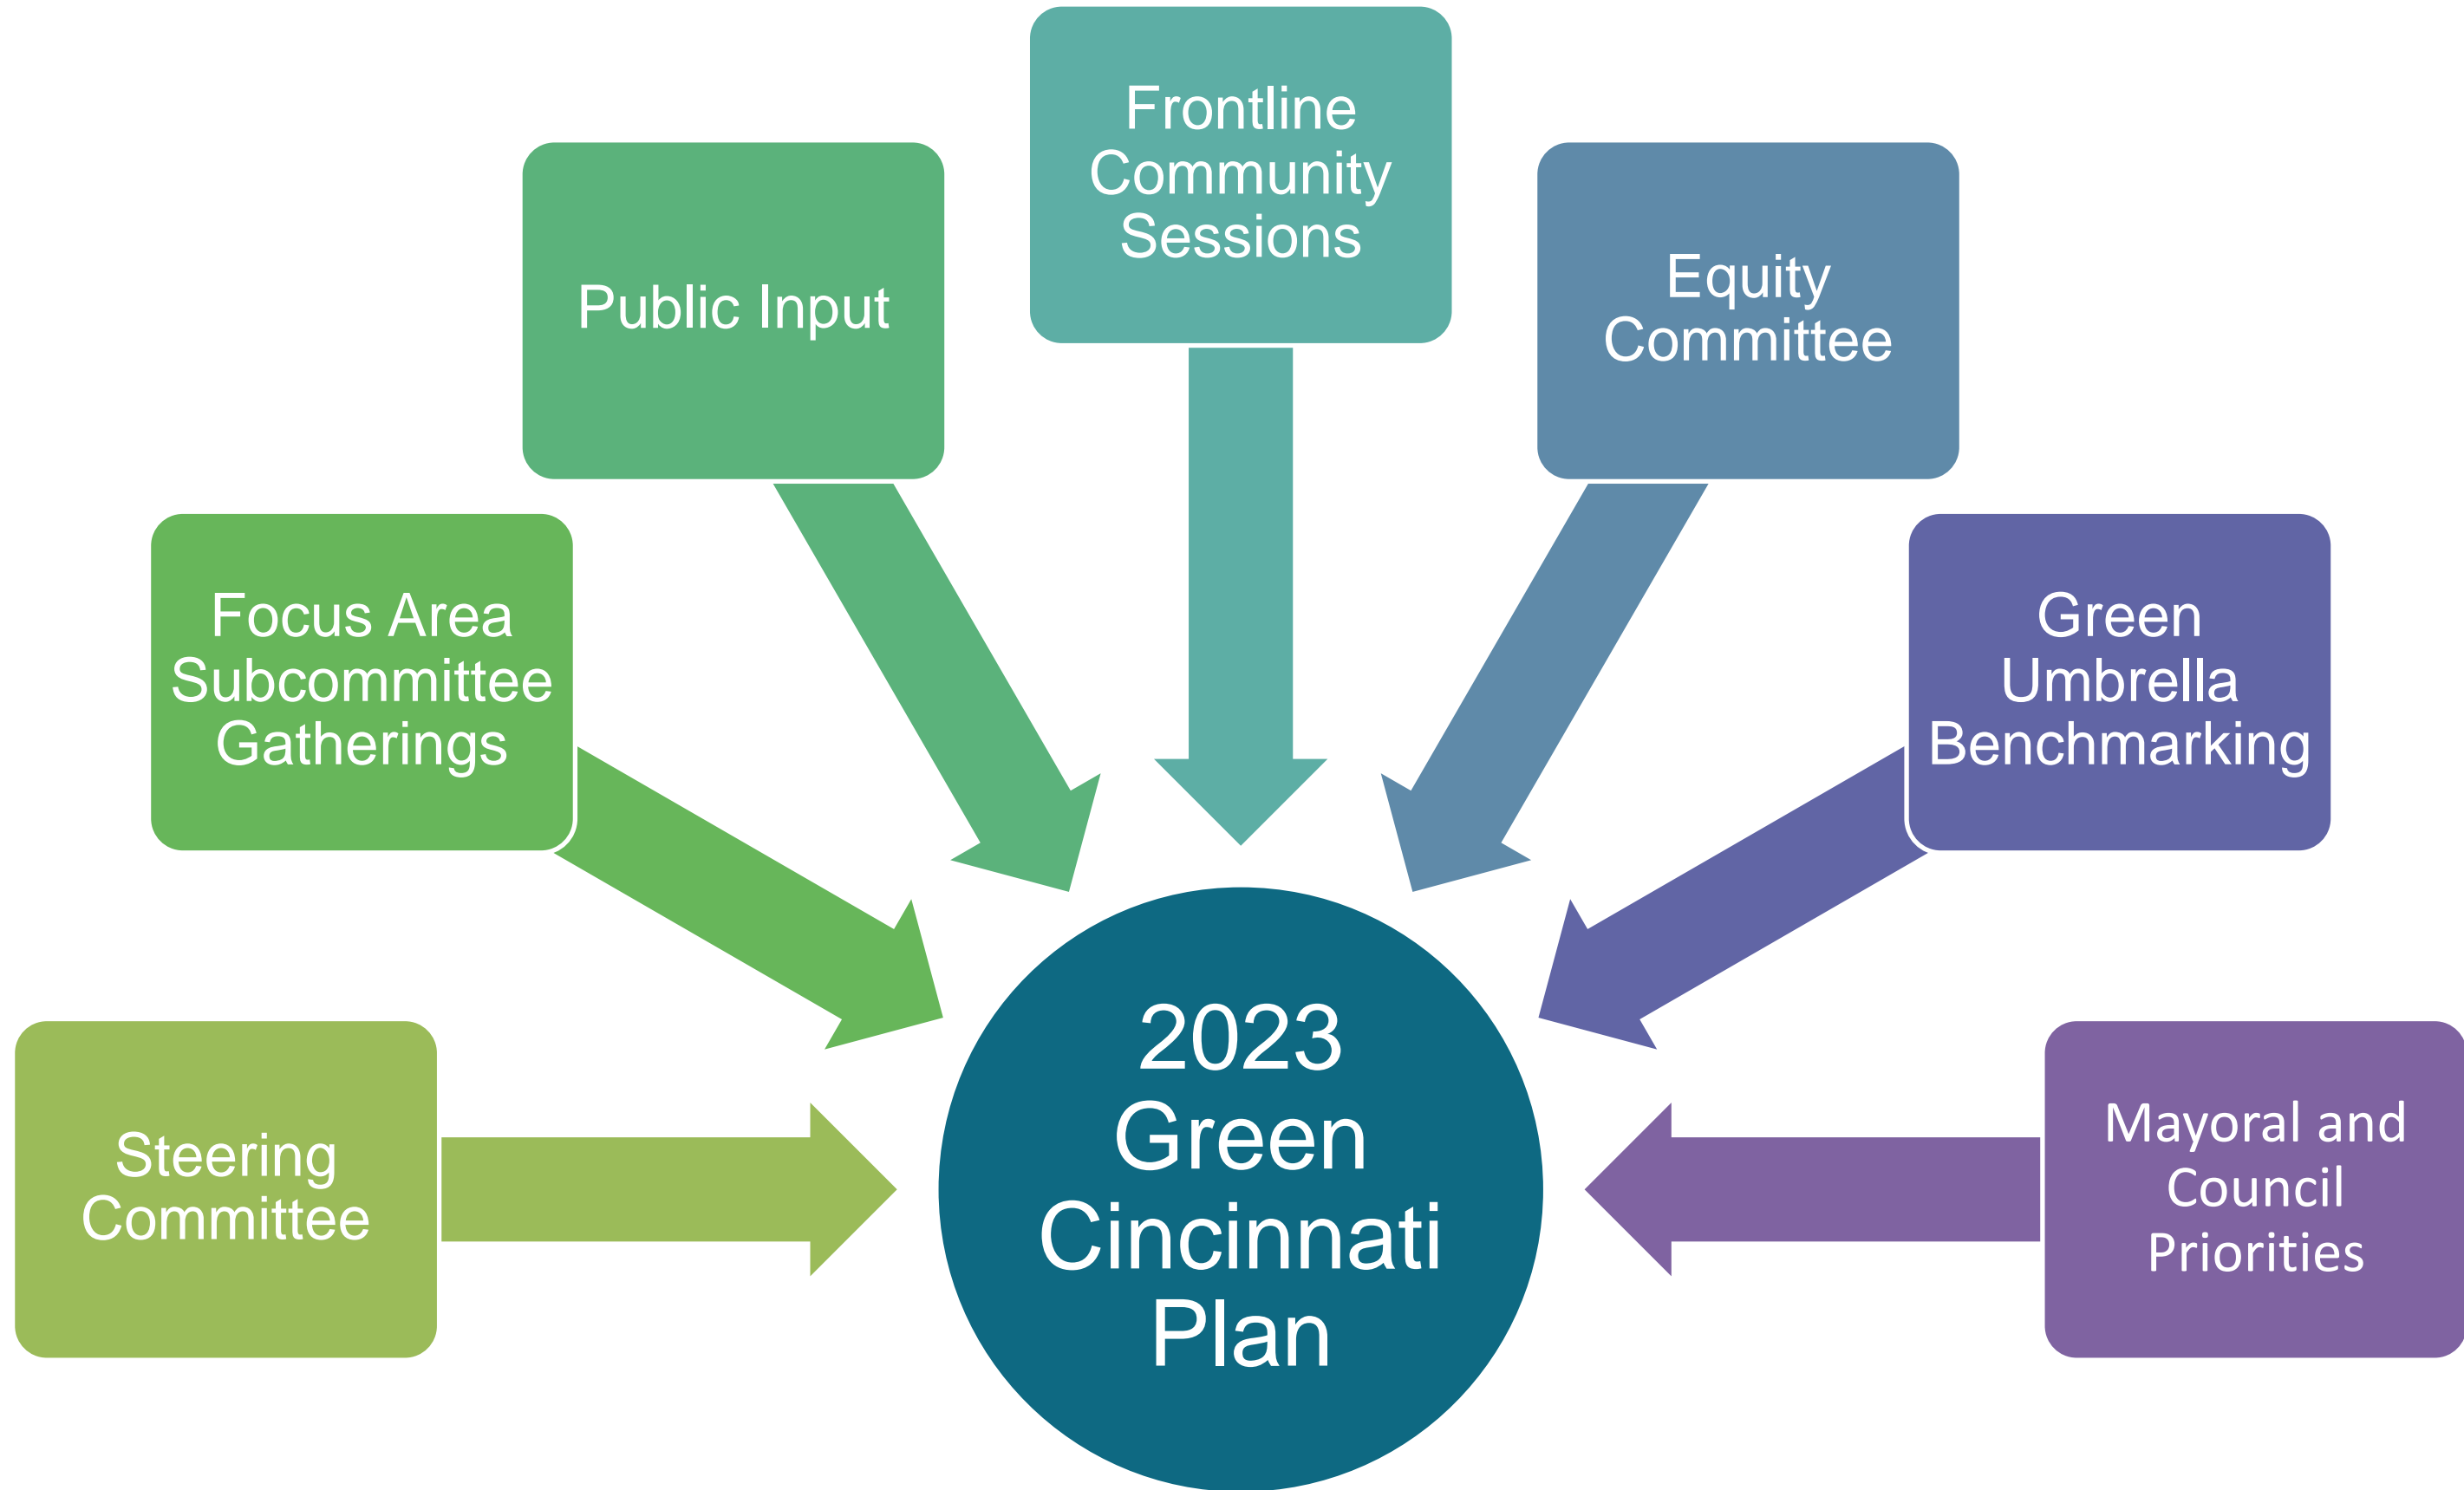 Frontline
Community
Sessions
Public Input
Equity
Committee
Focus Area
Subcommittee
Gatherings
Green
Umbrella
Benchmarking
Steering
Committee
2023
Green
Cincinnati
Plan
Mayoral and
Council
Priorities